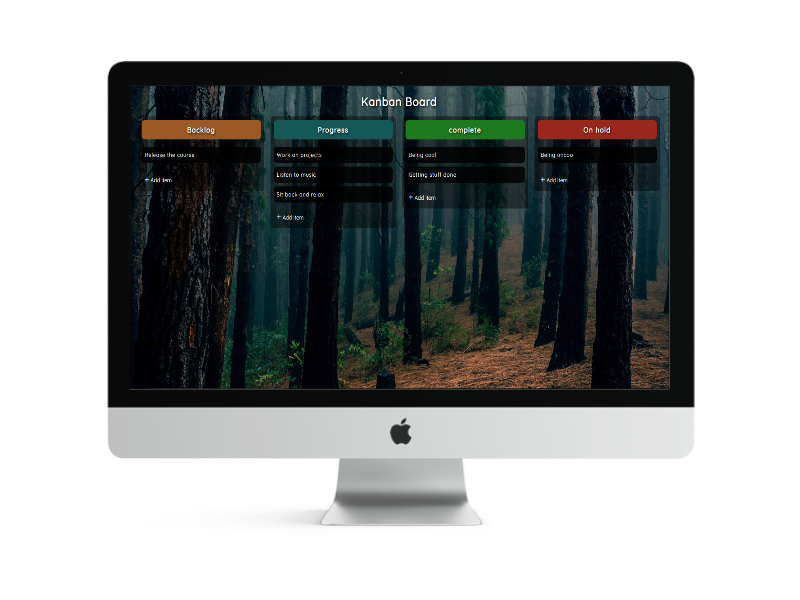 Kanban Board
Backlog
Release the course
+ Add Item
Progress
Work on projects
Listen to music
Sit back and relax
+ Add Item
complete
Being cool
Getting stuff done
+ Add Item
On hold
Being uncool
+ Add Item